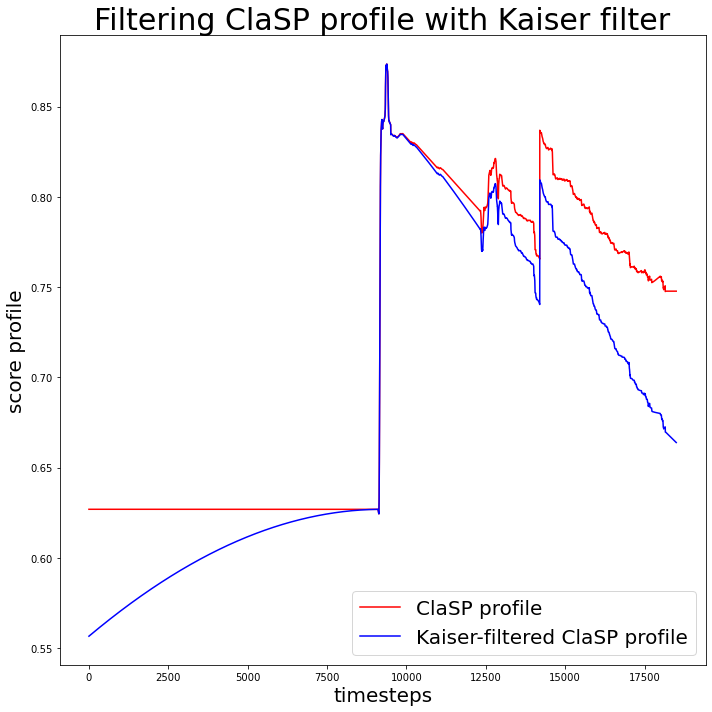 Filtering ClaSP profile with Kaiser filter
score profile
0.85
0.80
0.75
0.70
0.65
0.60
0.55
0 2500 5000 7500 10000 12500 15000 17500
timesteps
ClaSP profile
Kaiser-filtered ClaSP profile